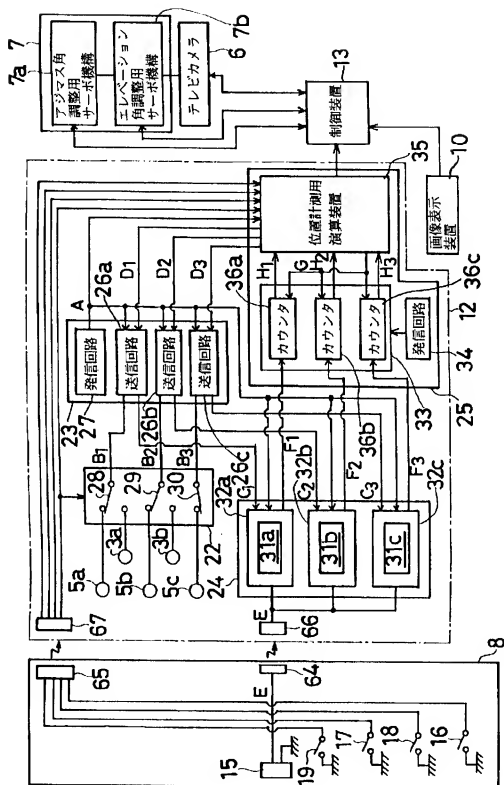 7
7a
7b
アジマス角
調整用
サーボ機構
エレベーション
角調整用
サーボ機構
テレビカメラ
6
13
制御装置
10
画像表示
装置
35
位置計測用
演算装置
D1
D2
D3
A
26a
23
27
発信回路
送信回路
送信回路
送信回路
26b
26c
B1
B2
B3
28
29
30
22
5a
3a
5b
3b
5c
24
32a
C1
32b
C2
32c
C3
31a
31b
31c
F1
F2
F3
H1
H2
H3
G
36a
36b
36c
カウンタ
カウンタ
カウンタ
発信回路
33
34
25
12
67
66
E
65
64
E
8
15
19
17
18
16